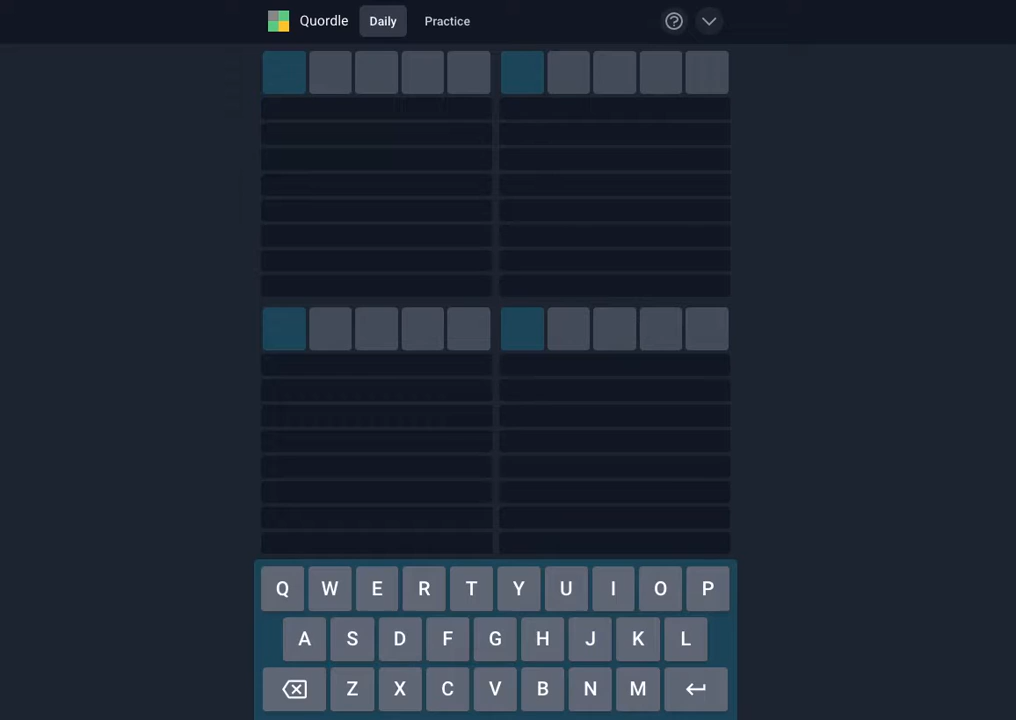 Quordle Daily Practice
Q W E R T Y U I O P
A S D F G H J K L
Z X C V B N M